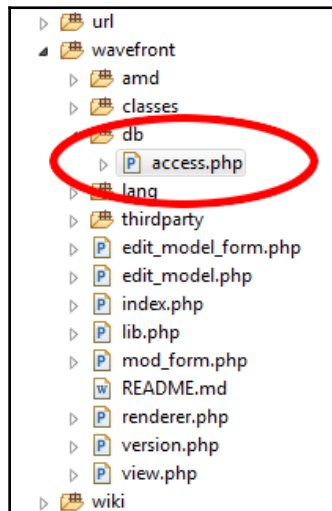 url
wavefront
amd
classes
db
access.php
lang
thirdparty
edit_model_form.php
edit_model.php
index.php
lib.php
mod_form.php
README.md
renderer.php
version.php
view.php
wiki